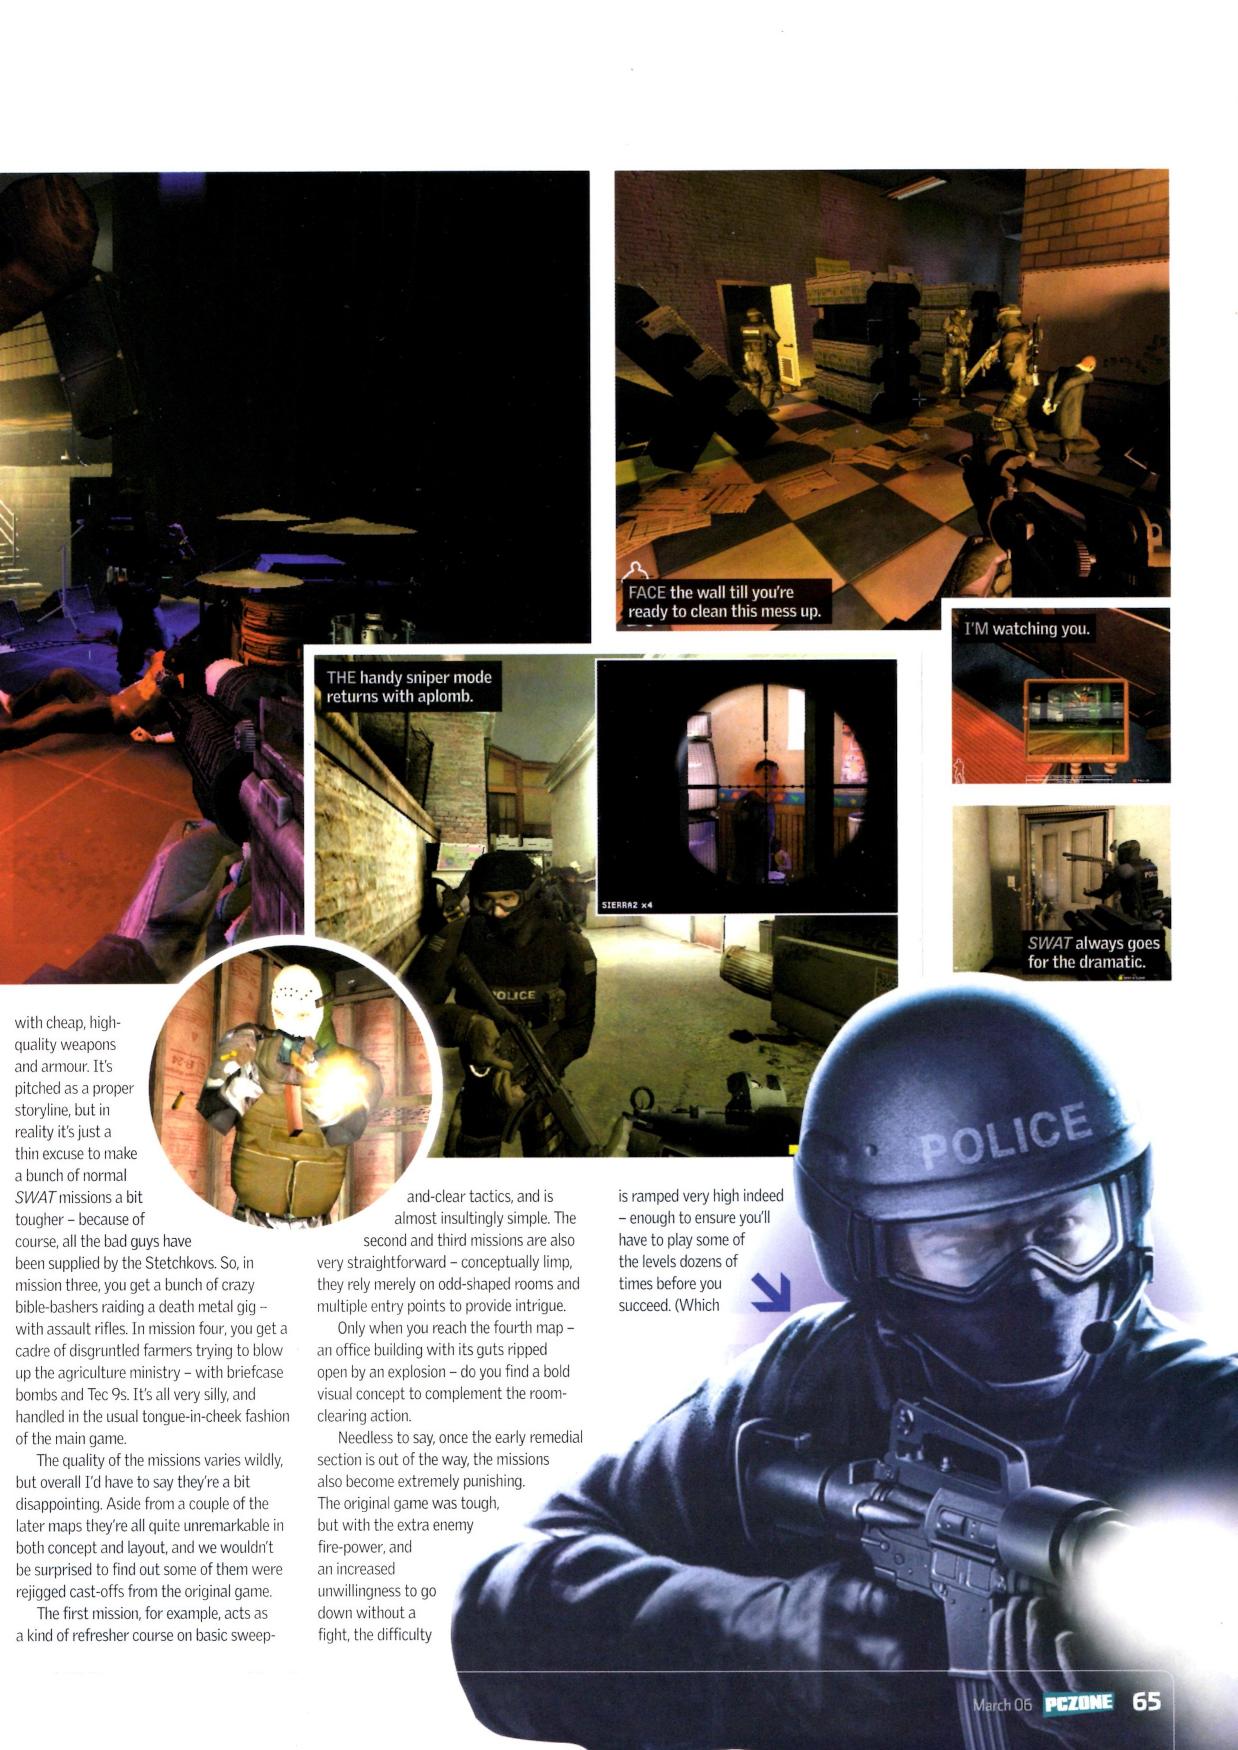 FACE the wall till you're
ready to clean this mess up.
I'M watching you.
THE handy sniper mode
returns with aplomb.
SIERRA2 x4
POLICE
POLICE
SWAT always goes
for the dramatic.
POLICE
with cheap, high-
quality weapons
and armour. It's
pitched as a proper
storyline, but in
reality it's just a
thin excuse to make
a bunch of normal
SWAT missions a bit
tougher – because of
course, all the bad guys have
been supplied by the Stetchkovs. So, in
mission three, you get a bunch of crazy
bible-bashers raiding a death metal gig –
with assault rifles. In mission four, you get a
cadre of disgruntled farmers trying to blow
up the agriculture ministry – with briefcase
bombs and Tec 9s. It's all very silly, and
handled in the usual tongue-in-cheek fashion
of the main game.
The quality of the missions varies wildly,
but overall I'd have to say they're a bit
disappointing. Aside from a couple of the
later maps they're all quite unremarkable in
both concept and layout, and we wouldn't
be surprised to find out some of them were
rejigged cast-offs from the original game.
The first mission, for example, acts as
a kind of refresher course on basic sweep-
and-clear tactics, and is
almost insultingly simple. The
second and third missions are also
very straightforward – conceptually limp,
they rely merely on odd-shaped rooms and
multiple entry points to provide intrigue.
Only when you reach the fourth map –
an office building with its guts ripped
open by an explosion – do you find a bold
visual concept to complement the room-
clearing action.
Needless to say, once the early remedial
section is out of the way, the missions
also become extremely punishing.
The original game was tough,
but with the extra enemy
fire-power, and
an increased
unwillingness to go
down without a
fight, the difficulty
is ramped very high indeed
– enough to ensure you'll
have to play some of
the levels dozens of
times before you
succeed. (Which
March 06 PCZONE 65